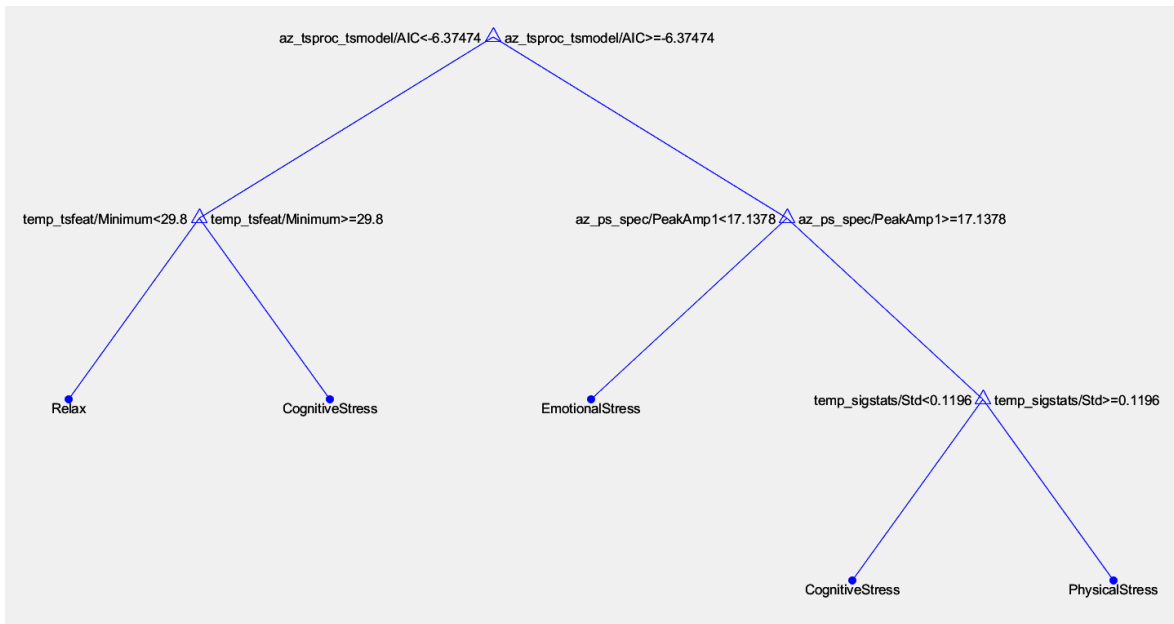 az_tsproc_tsmodel/AIC<-6.37474 az_tsproc_tsmodel/AIC>=-6.37474
temp_tsfeat/Minimum<29.8 temp_tsfeat/Minimum>=29.8 az_ps_spec/PeakAmp1<17.1378 az_ps_spec/PeakAmp1>=17.1378
Relax CognitiveStress EmotionalStress temp_sigstats/Std<0.1196 temp_sigstats/Std>=0.1196
CognitiveStress PhysicalStress